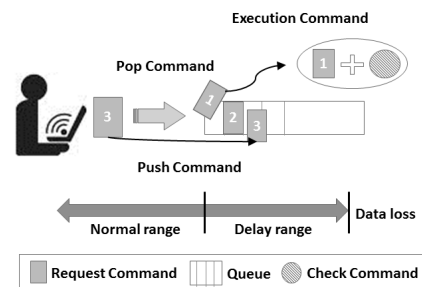 Execution Command
1
Pop Command
1
3
2
3
Push Command
Normal range
Delay range
Data loss
Request Command
Queue
Check Command